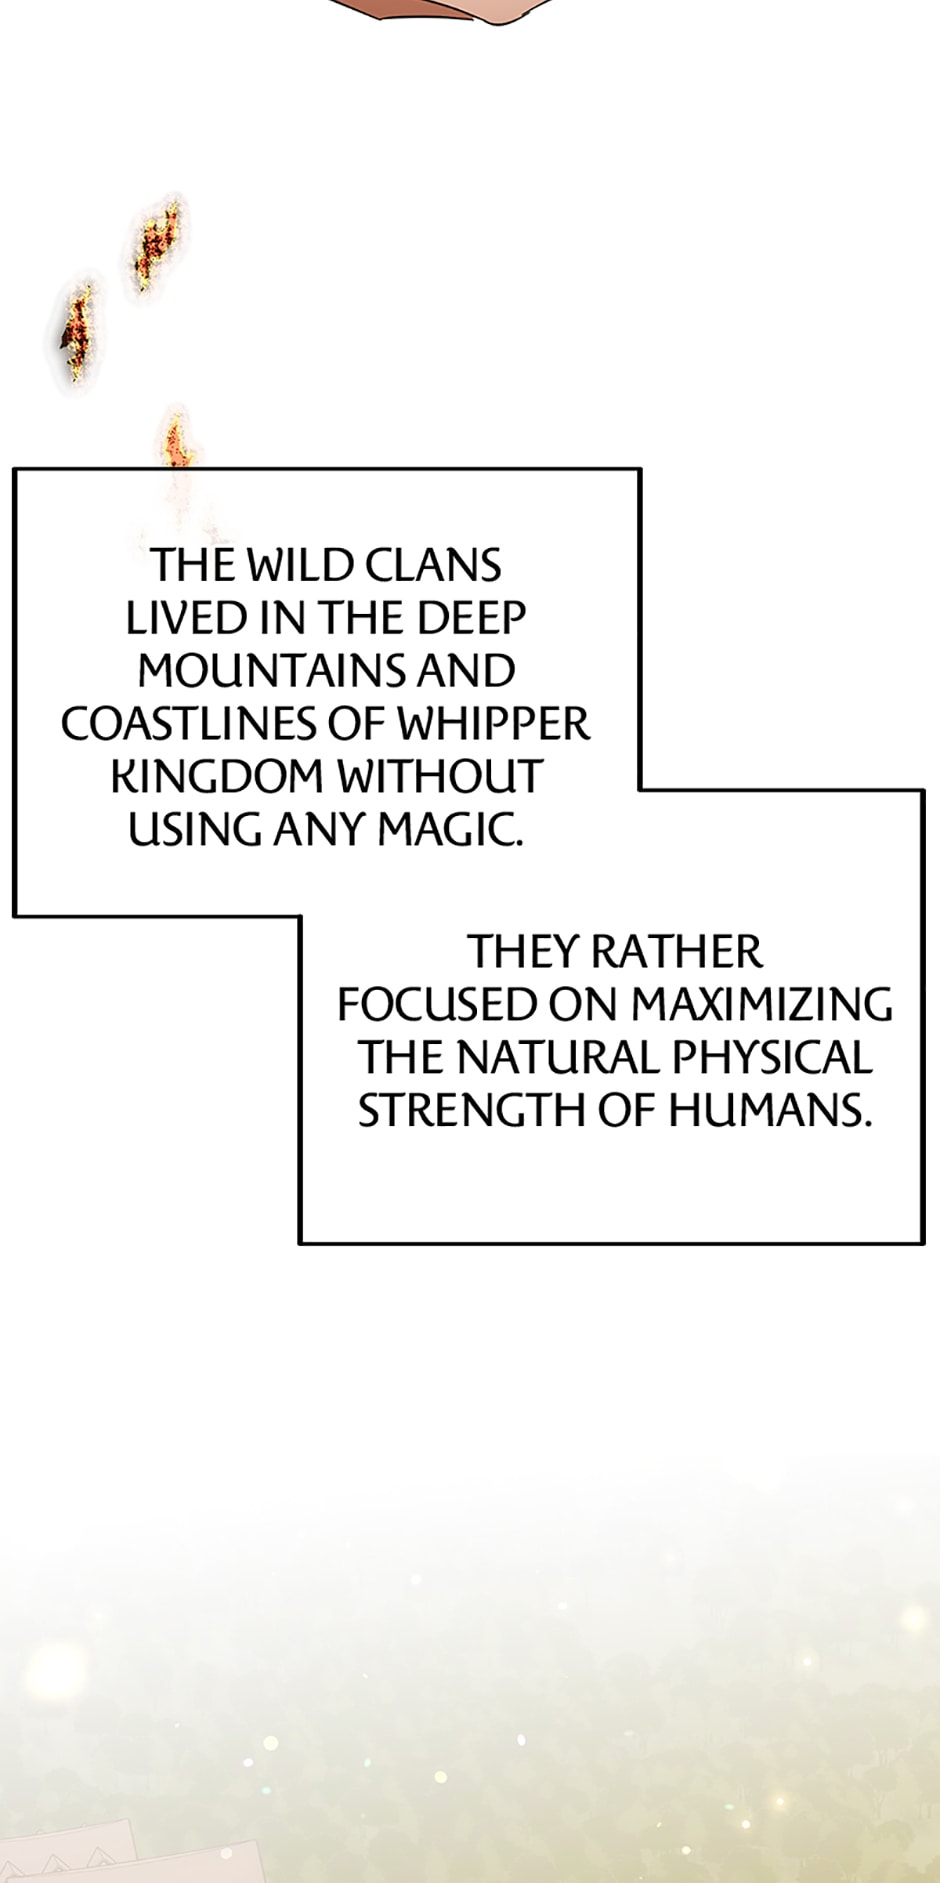 THE WILD CLANS
LIVED IN THE DEEP
MOUNTAINS AND
COASTLINES OF WHIPPER
KINGDOM WITHOUT
USING ANY MAGIC.
THEY RATHER
FOCUSED ON MAXIMIZING
THE NATURAL PHYSICAL
STRENGTH OF HUMANS.